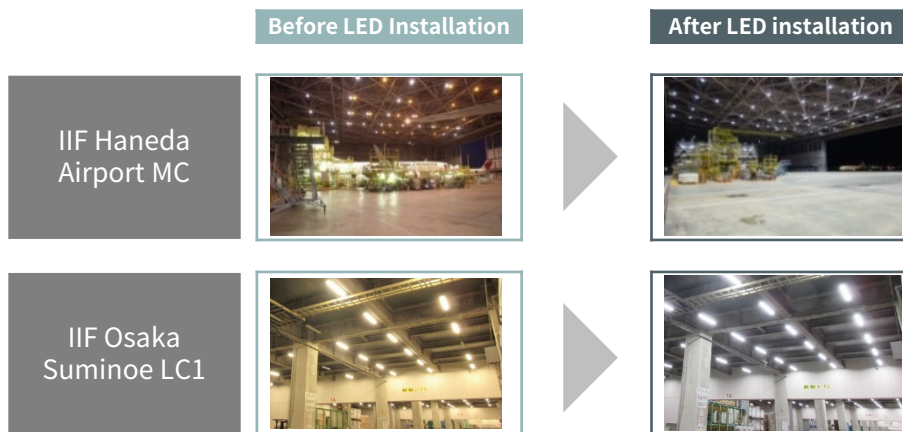 Before LED Installation
After LED installation
IIF Haneda
Airport MC
IIF Osaka
Suminoe LC1